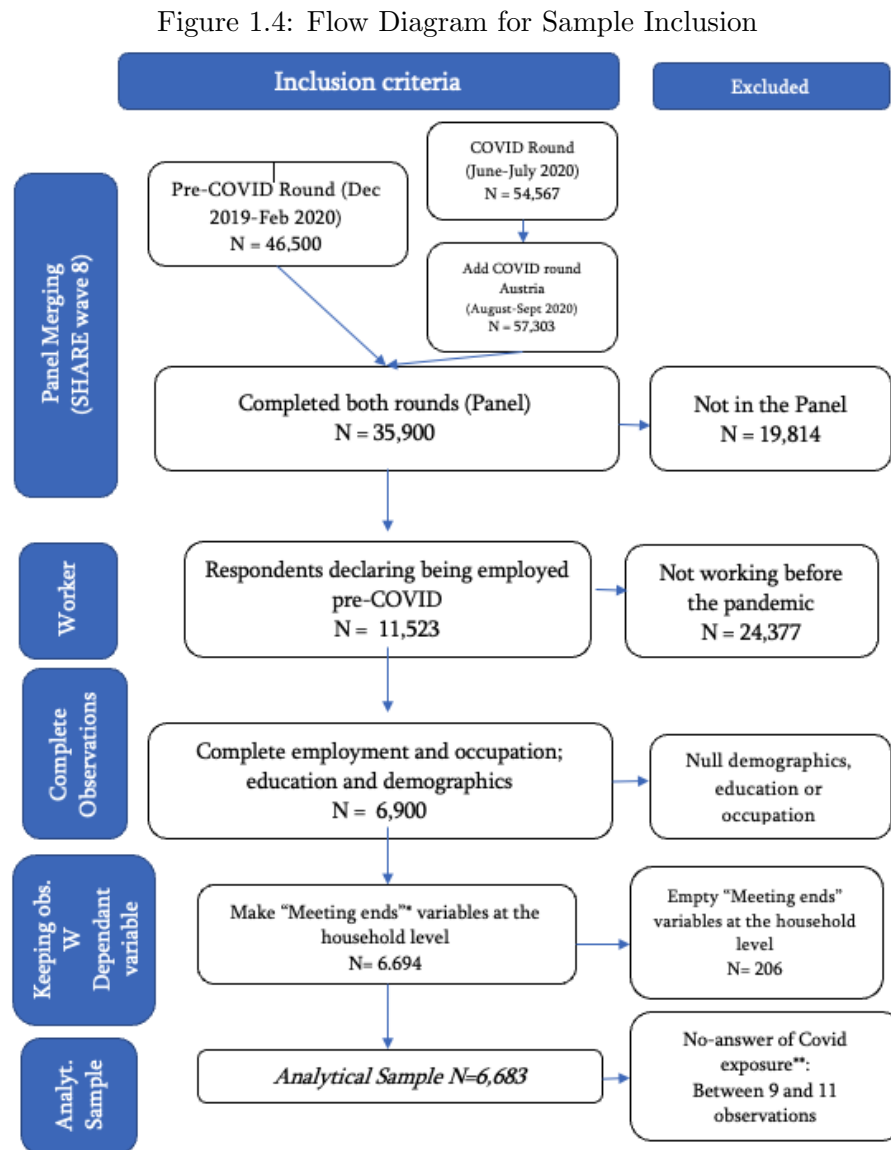 Figure 1.4: Flow Diagram for Sample Inclusion
Inclusion criteria
Excluded
Panel Merging
(SHARE wave 8)
Pre-COVID Round (Dec
2019-Feb 2020)
N = 46,500
COVID Round
(June-July 2020)
N = 54,567
Add COVID round
Austria
(August-Sept 2020)
N = 57,303
Completed both rounds (Panel)
N = 35,900
Not in the Panel
N = 19,814
Worker
Respondents declaring being employed
pre-COVID
N = 11,523
Not working before
the pandemic
N = 24,377
Complete
Observations
Complete employment and occupation;
education and demographics
N = 6,900
Null demographics,
education or
occupation
Keeping obs.
W
Dependant
variable
Make "Meeting ends"* variables at the
household level
N= 6.694
Empty "Meeting ends"
variables at the household
level
N= 206
Analyt.
Sample
Analytical Sample N=6,683
No-answer of Covid
exposure**:
Between 9 and 11
observations